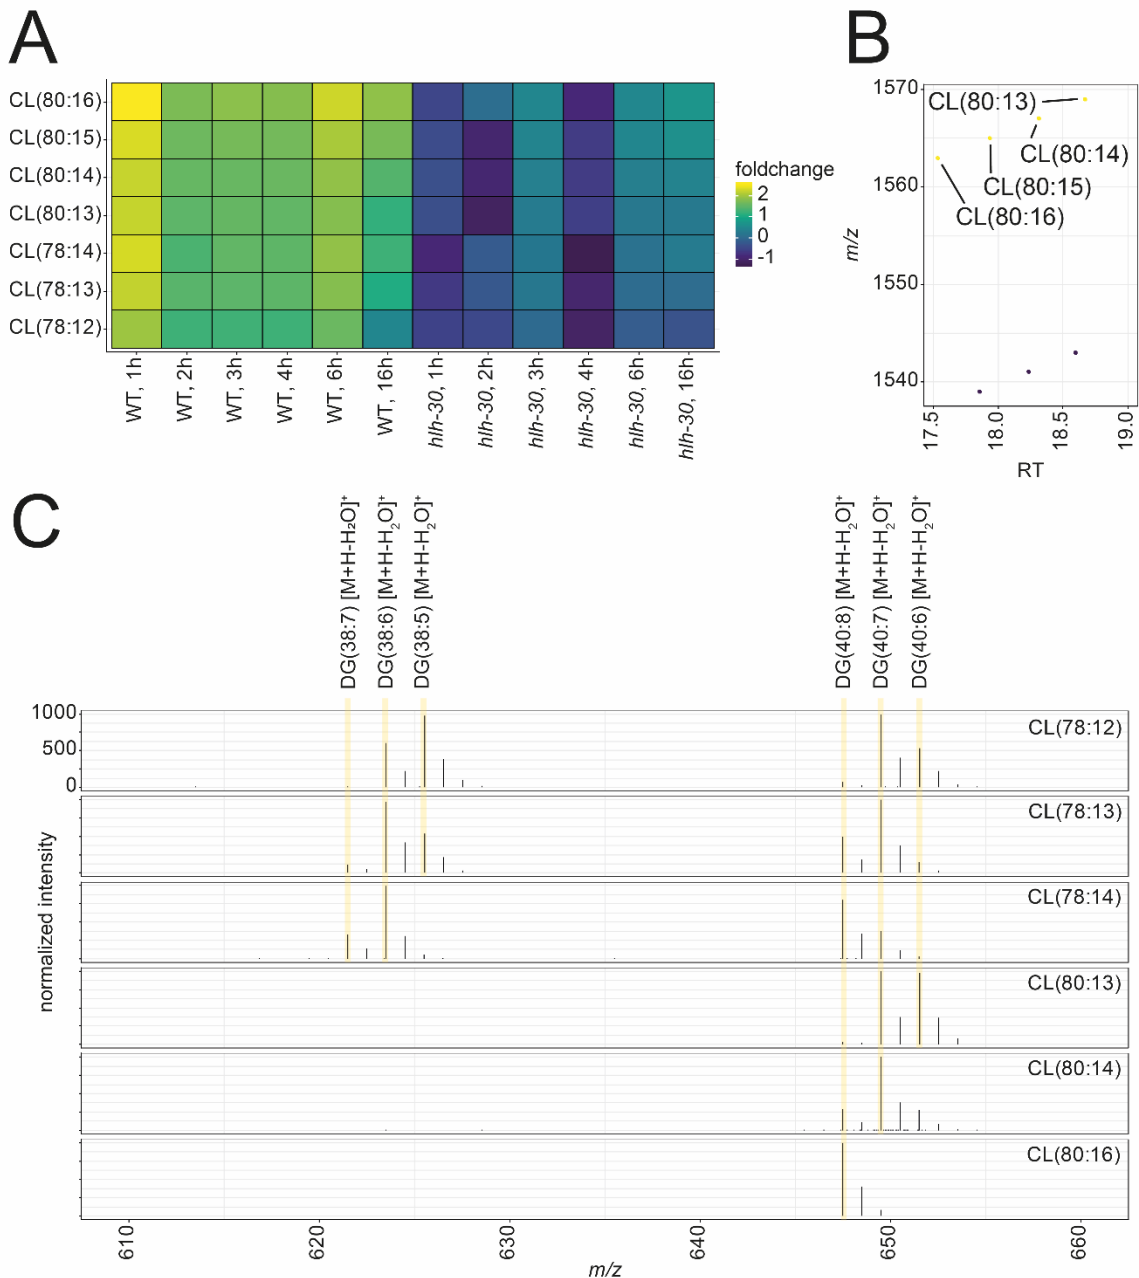 A
CL(80:16)
CL(80:15)
CL(80:14)
CL(80:13)
CL(78:14)
CL(78:13)
CL(78:12)
WT, 1h
WT, 2h
WT, 3h
WT, 4h
WT, 6h
WT, 16h
hlh-30, 1h
hlh-30, 2h
hlh-30, 3h
hlh-30, 4h
hlh-30, 6h
hlh-30, 16h
foldchange
2
1
0
-1
B
1570
1560
1550
1540
m/z
CL(80:13)
CL(80:14)
CL(80:15)
CL(80:16)
17.5
18.0
18.5
19.0
RT
C
DG(38:7) [M+H-H₂O]⁺
DG(38:6) [M+H-H₂O]⁺
DG(38:5) [M+H-H₂O]⁺
DG(40:8) [M+H-H₂O]⁺
DG(40:7) [M+H-H₂O]⁺
DG(40:6) [M+H-H₂O]⁺
1000
500
0
normalized intensity
CL(78:12)
CL(78:13)
CL(78:14)
CL(80:13)
CL(80:14)
CL(80:16)
610
620
630
640
650
660
m/z